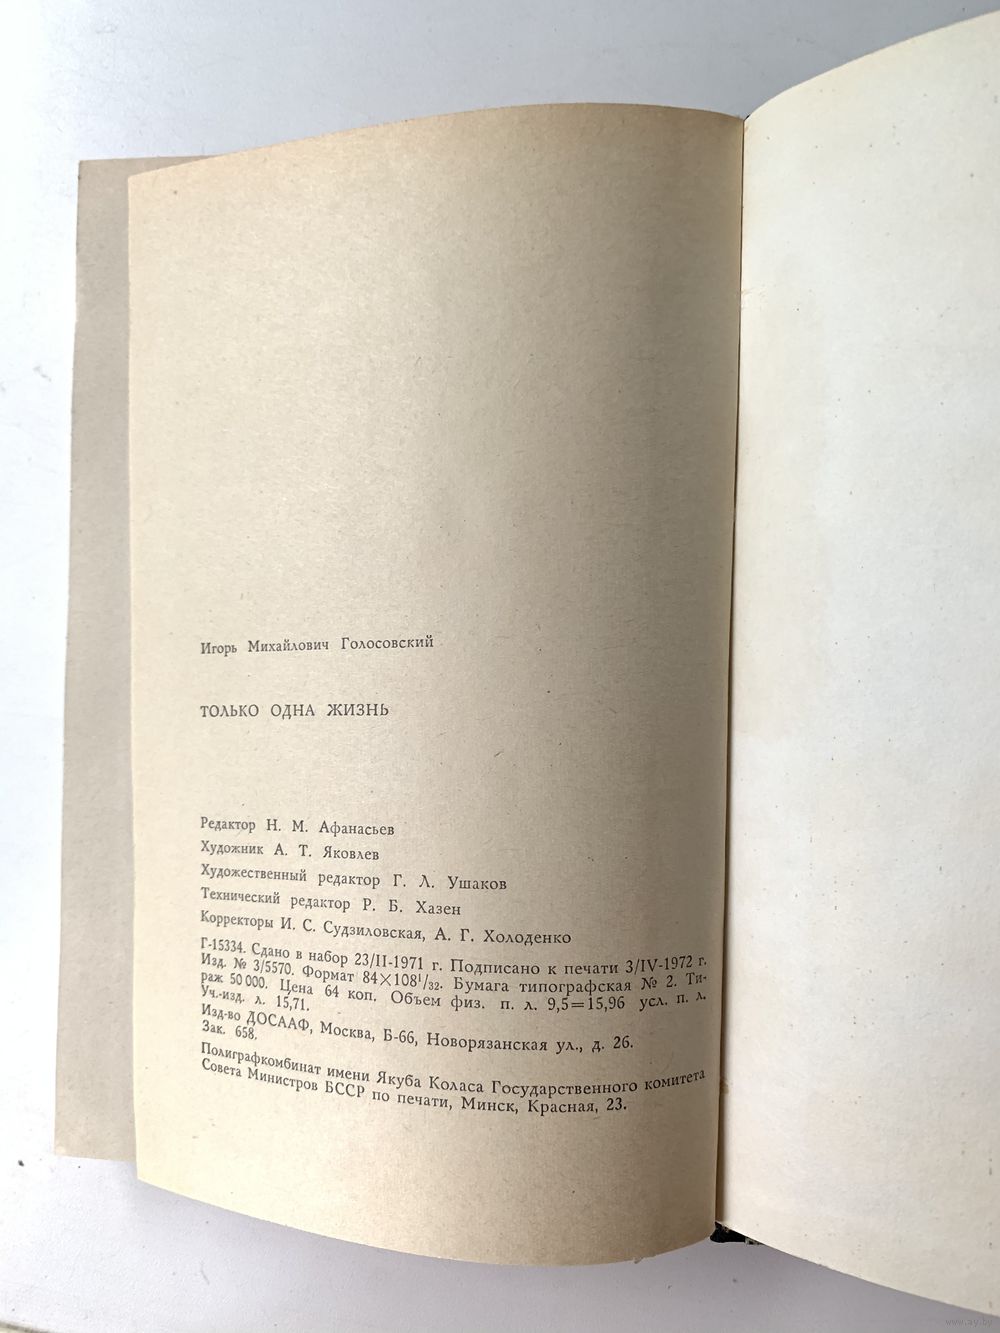 Игорь Михайлович Голосовский
ТОЛЬКО ОДНА ЖИЗНЬ
Редактор Н. М. Афанасьев
Художник А. Т. Яковлев
Художественный редактор Г. Л. Ушаков
Технический редактор Р. Б. Хазен
Корректоры И. С. Судзиловская, А. Г. Холоденко
Г-15334. Сдано в набор 23/II-1971 г. Подписано к печати 3/IV-1972 г.
Изд. № 3/5570. Формат 84×108¹/₃₂. Бумага типографская № 2. Ти-
раж 50 000. Цена 64 коп. Объем физ. п. л. 9,5=15,96 усл. п. л.
Уч.-изд. л. 15,71.
Изд-во ДОСААФ, Москва, Б-66, Новорязанская ул., д. 26.
Зак. 658.
Полиграфкомбинат имени Якуба Коласа Государственного комитета
Совета Министров БССР по печати, Минск, Красная, 23.
www.ay.by